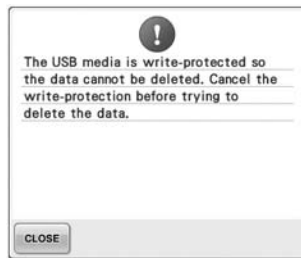 The USB media is write-protected so
the data cannot be deleted. Cancel the
write-protection before trying to
delete the data.
CLOSE